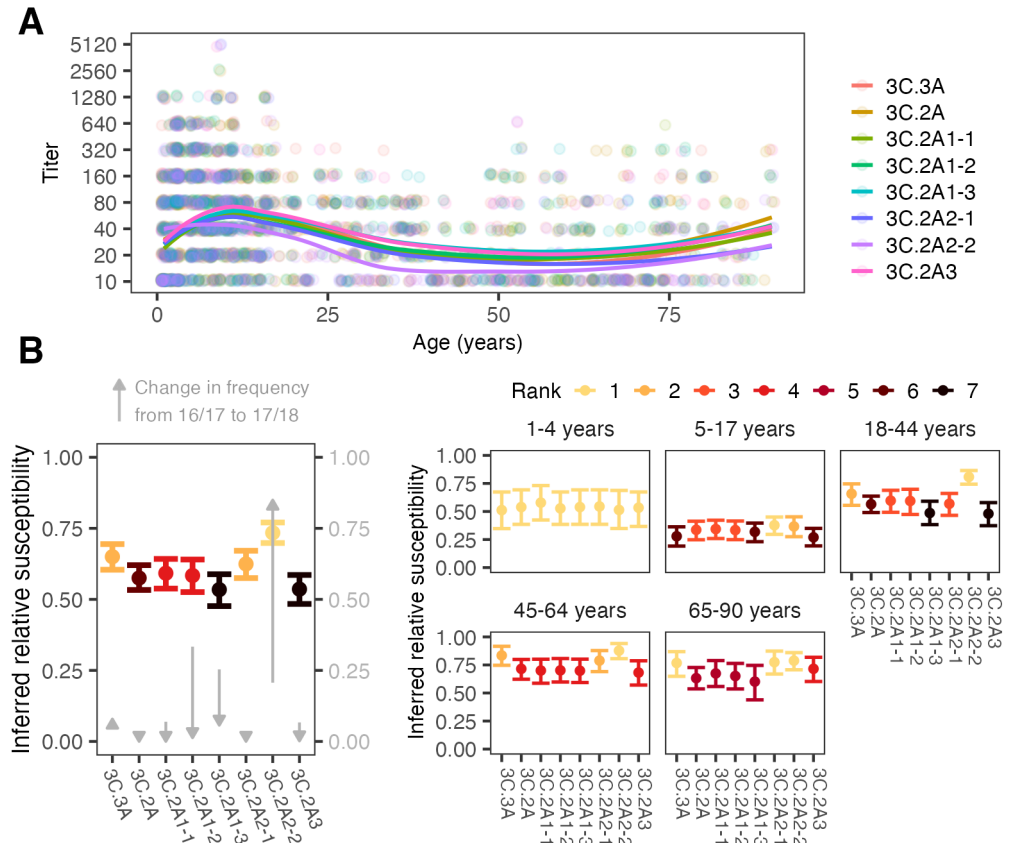 A
5120
2560
1280
640
320
160
80
40
20
10
Titer
0 25 50 75
Age (years)
3C.3A
3C.2A
3C.2A1-1
3C.2A1-2
3C.2A1-3
3C.2A2-1
3C.2A2-2
3C.2A3
B
Change in frequency
from 16/17 to 17/18
Inferred relative susceptibility
1.00
0.75
0.50
0.25
0.00
1.00
0.75
0.50
0.25
0.00
3C.3A
3C.2A
3C.2A1-1
3C.2A1-2
3C.2A1-3
3C.2A2-1
3C.2A2-2
3C.2A3
Rank 1 2 3 4 5 6 7
Inferred relative susceptibility
1-4 years
5-17 years
18-44 years
1.00
0.75
0.50
0.25
0.00
3C.3A
3C.2A
3C.2A1-1
3C.2A1-2
3C.2A1-3
3C.2A2-1
3C.2A2-2
3C.2A3
45-64 years
65-90 years
1.00
0.75
0.50
0.25
0.00
3C.3A
3C.2A
3C.2A1-1
3C.2A1-2
3C.2A1-3
3C.2A2-1
3C.2A2-2
3C.2A3
3C.3A
3C.2A
3C.2A1-1
3C.2A1-2
3C.2A1-3
3C.2A2-1
3C.2A2-2
3C.2A3